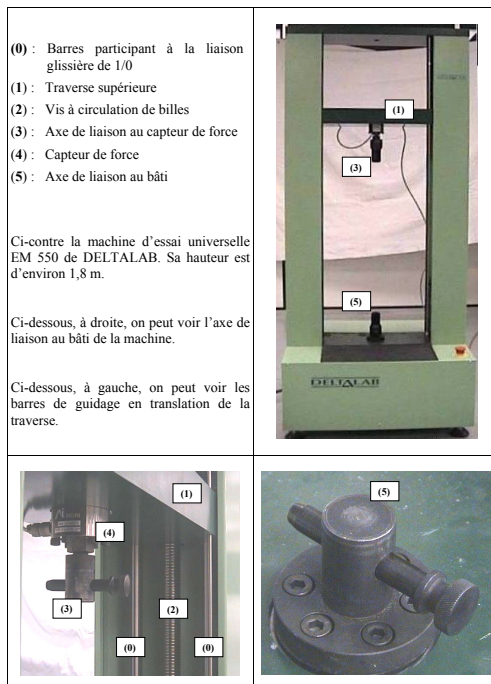 (0) : Barres participant à la liaison
glissière de 1/0
(1) : Traverse supérieure
(2) : Vis à circulation de billes
(3) : Axe de liaison au capteur de force
(4) : Capteur de force
(5) : Axe de liaison au bâti
Ci-contre la machine d'essai universelle
EM 550 de DELTALAB. Sa hauteur est
d'environ 1,8 m.
Ci-dessous, à droite, on peut voir l'axe de
liaison au bâti de la machine.
Ci-dessous, à gauche, on peut voir les
barres de guidage en translation de la
traverse.
(1)
(3)
(5)
DELTALAB
(1)
(4)
(3)
(2)
(0)
(0)
(5)